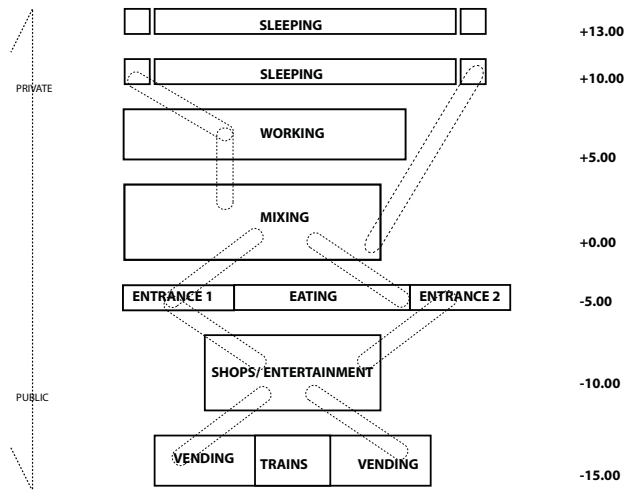 SLEEPING
+13.00
SLEEPING
+10.00
PRIVATE
WORKING
+5.00
MIXING
+0.00
ENTRANCE 1 EATING ENTRANCE 2
-5.00
SHOPS/ ENTERTAINMENT
-10.00
PUBLIC
VENDING TRAINS VENDING
-15.00